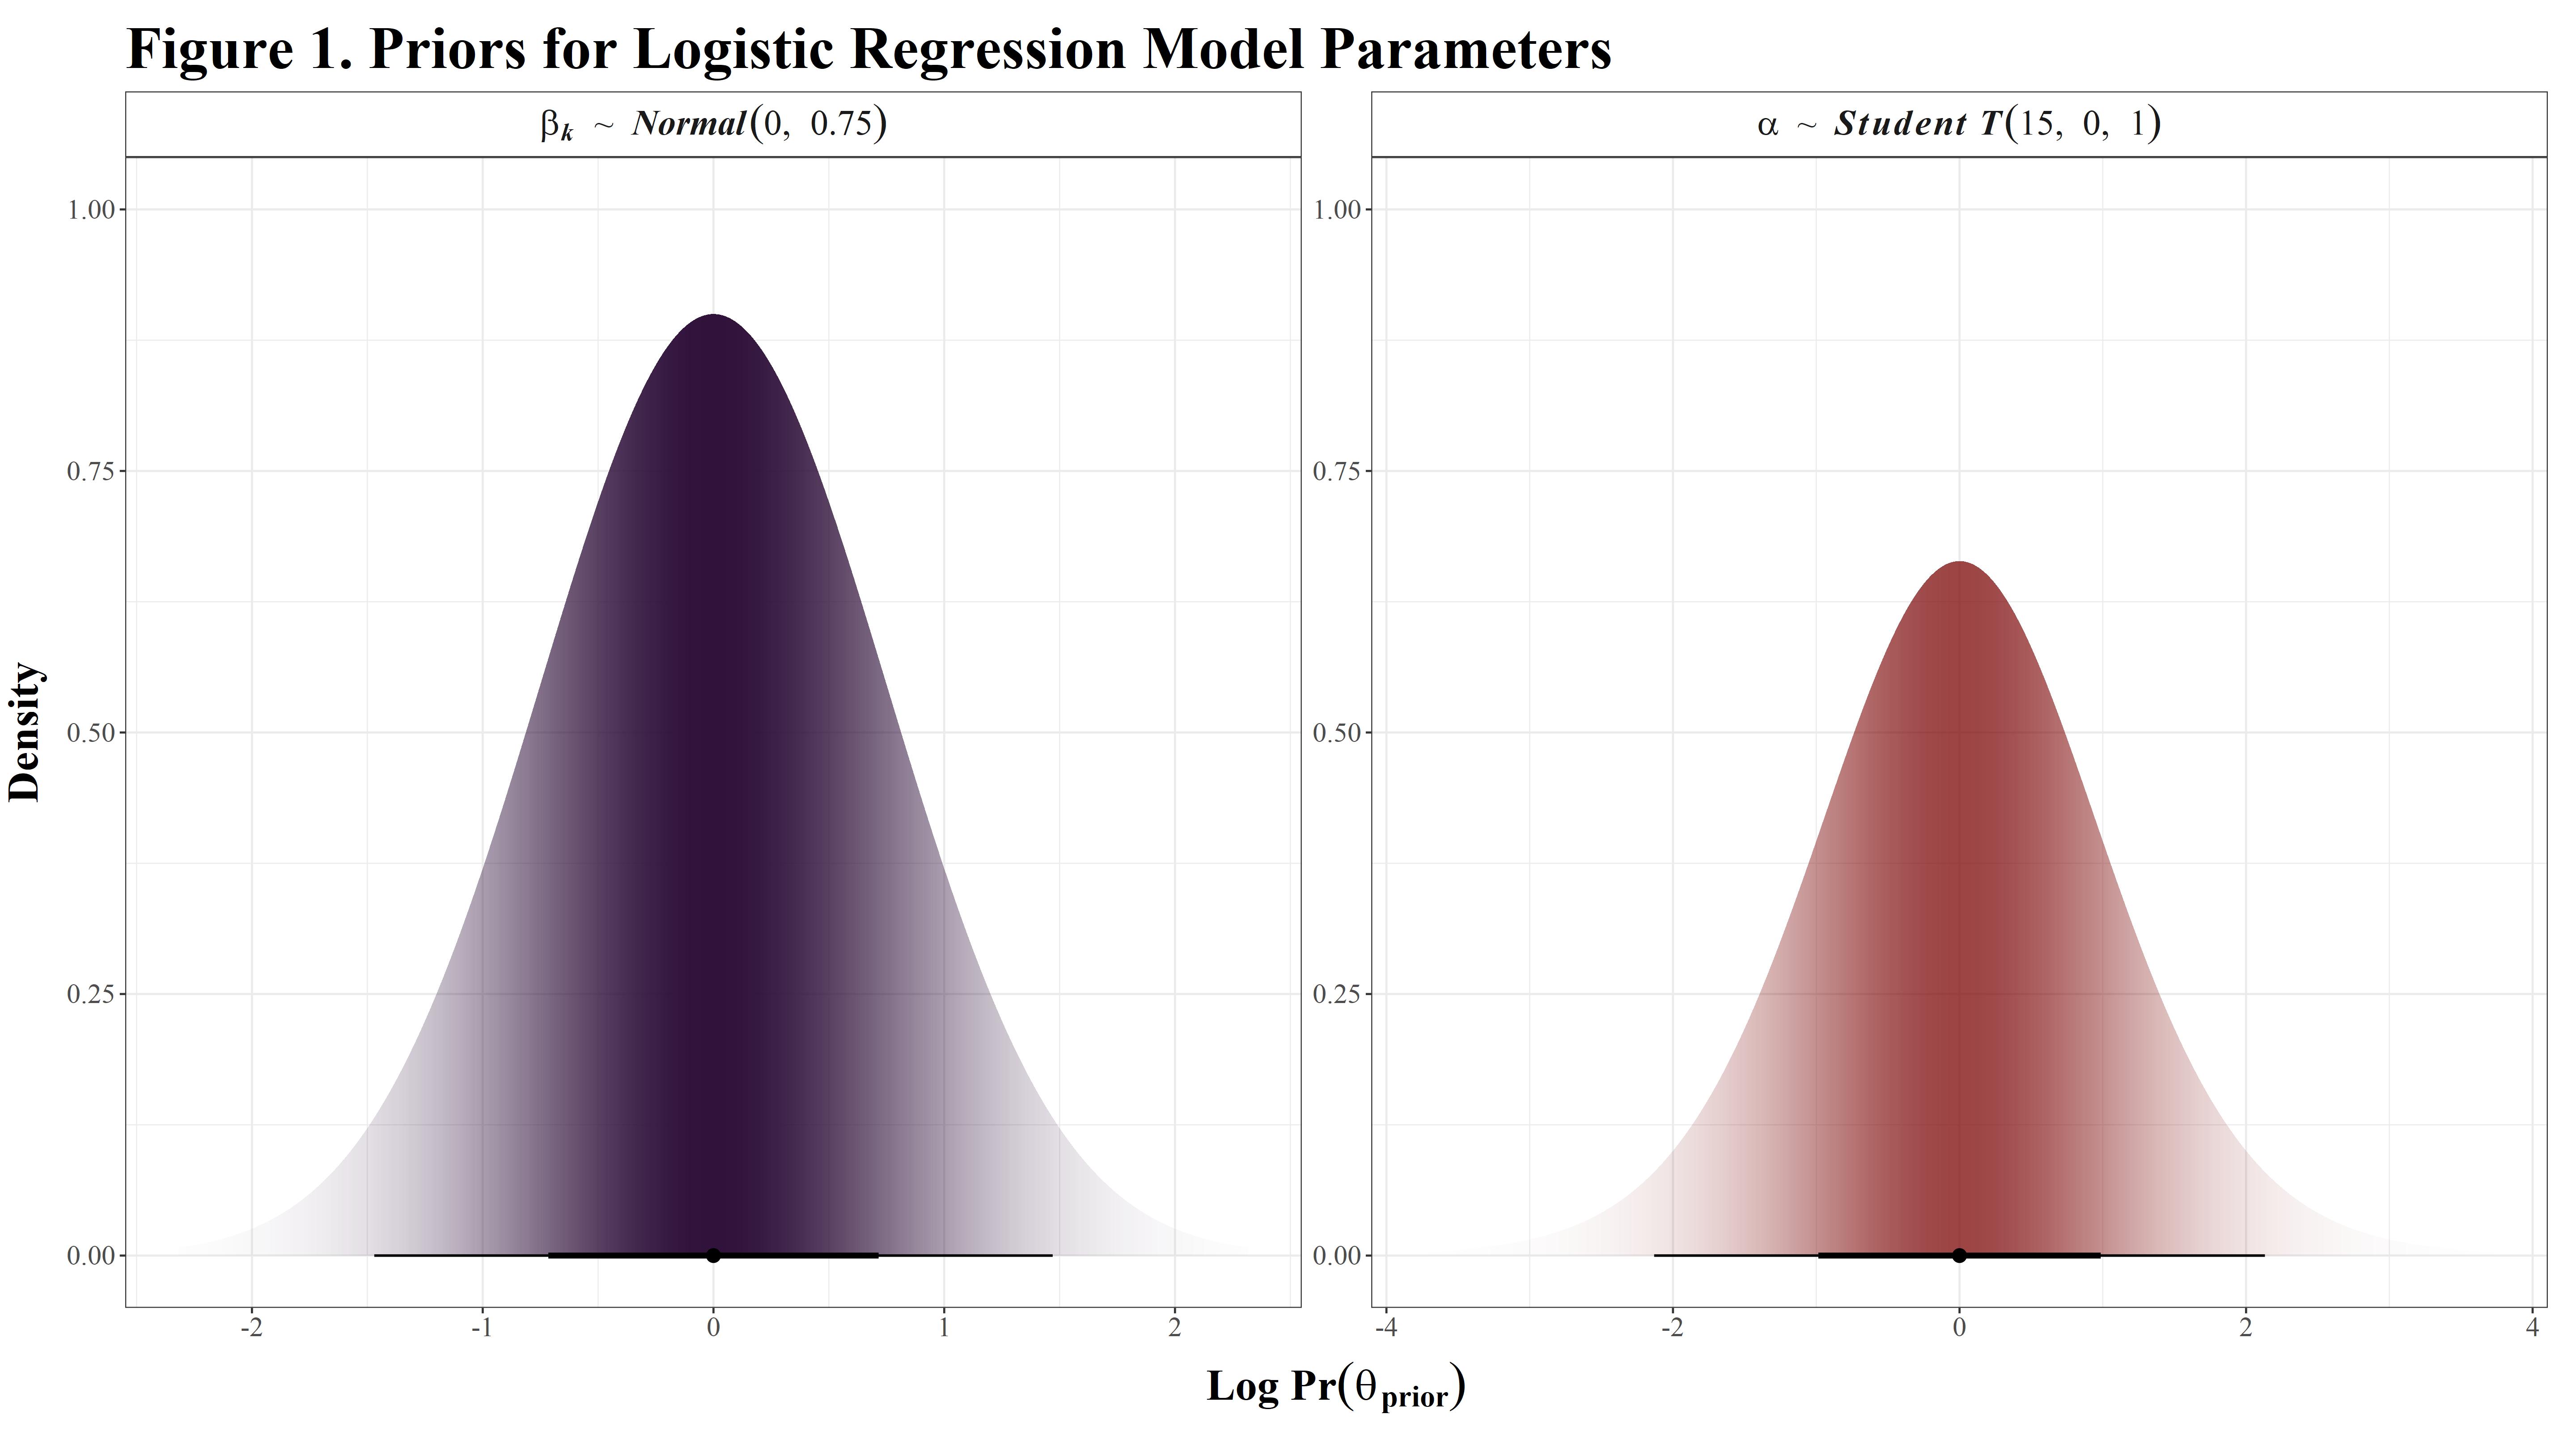 Figure 1. Priors for Logistic Regression Model Parameters
βk ~ Normal(0, 0.75)
α ~ Student T(15, 0, 1)
Density
1.00
0.75
0.50
0.25
0.00
-2 -1 0 1 2
1.00
0.75
0.50
0.25
0.00
-4 -2 0 2 4
Log Pr(θprior)